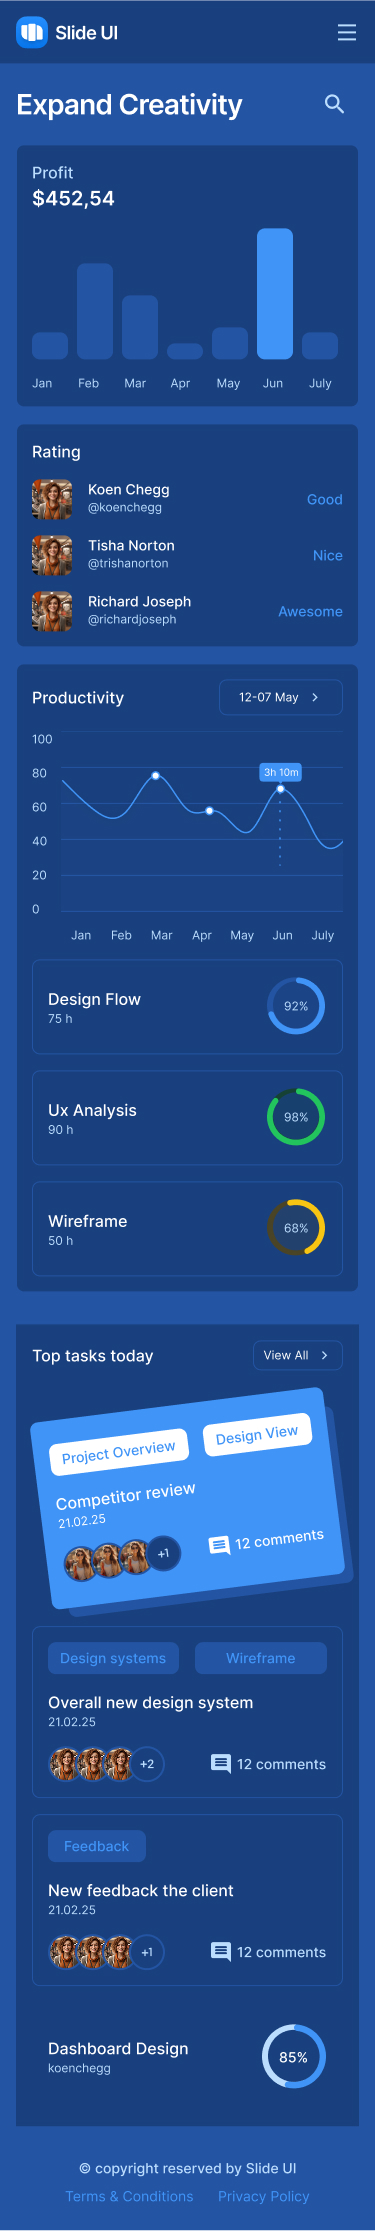 Slide UI
Expand Creativity
Profit
$452,54
Jan Feb Mar Apr May Jun July
Rating
Koen Chegg
@koenchegg
Good
Tisha Norton
@trishanorton
Nice
Richard Joseph
@richardjoseph
Awesome
Productivity
12-07 May
100
80
3h 10m
60
40
20
0
Jan Feb Mar Apr May Jun July
Design Flow
75 h
92%
Ux Analysis
90 h
98%
Wireframe
50 h
68%
Top tasks today
View All
Project Overview
Design View
Competitor review
21.02.25
+1
12 comments
Design systems
Wireframe
Overall new design system
21.02.25
+2
12 comments
Feedback
New feedback the client
21.02.25
+1
12 comments
Dashboard Design
koenchegg
85%
© copyright reserved by Slide UI
Terms & Conditions Privacy Policy